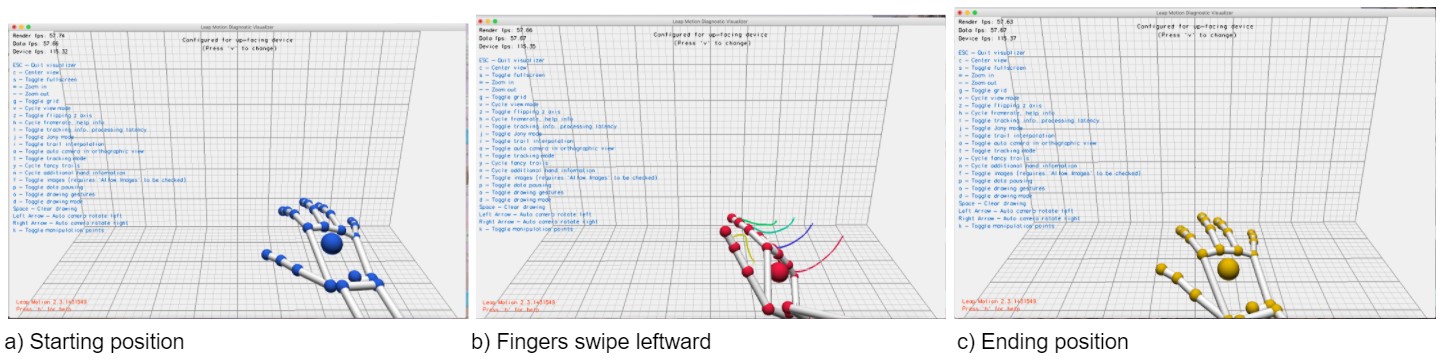 Leap Motion Diagnostic Visualizer
Render fps: 57.76
Data fps: 57.66
Device fps: 115.32
Configured for up-facing device
(Press 'v' to change)
ESC - Quit visualizer
c - Center view
s - Toggle fullscreen
= - Zoom in
- - Zoom out
g - Toggle grid
v - Cycle view mode
z - Toggle flipping z axis
h - Cycle framerate, help info
t - Toggle tracking info, processing latency
j - Toggle Jony mode
i - Toggle trail interpolation
a - Toggle auto camera in orthographic view
t - Toggle tracking mode
y - Cycle fancy trails
n - Cycle additional hand information
f - Toggle images (requires 'Allow Images' to be checked)
p - Toggle data pausing
o - Toggle drawing gestures
d - Toggle drawing mode
Space - Clear drawing
Left Arrow - Auto camera rotate left
Right Arrow - Auto camera rotate right
k - Toggle manipulation points
Leap Motion 2.3.1+31549
Press 'h' for help
a) Starting position
Leap Motion Diagnostic Visualizer
Render fps: 57.66
Data fps: 57.67
Device fps: 115.35
Configured for up-facing device
(Press 'v' to change)
ESC - Quit visualizer
c - Center view
s - Toggle fullscreen
= - Zoom in
- - Zoom out
g - Toggle grid
v - Cycle view mode
z - Toggle flipping z axis
h - Cycle framerate, help info
t - Toggle tracking info, processing latency
j - Toggle Jony mode
i - Toggle trail interpolation
a - Toggle auto camera in orthographic view
t - Toggle tracking mode
y - Cycle fancy trails
n - Cycle additional hand information
f - Toggle images (requires 'Allow Images' to be checked)
p - Toggle data pausing
o - Toggle drawing gestures
d - Toggle drawing mode
Space - Clear drawing
Left Arrow - Auto camera rotate left
Right Arrow - Auto camera rotate right
k - Toggle manipulation points
Leap Motion 2.3.1+31549
Press 'h' for help
b) Fingers swipe leftward
Leap Motion Diagnostic Visualizer
Render fps: 57.63
Data fps: 57.67
Device fps: 115.37
Configured for up-facing device
(Press 'v' to change)
ESC - Quit visualizer
c - Center view
s - Toggle fullscreen
= - Zoom in
- - Zoom out
g - Toggle grid
v - Cycle view mode
z - Toggle flipping z axis
h - Cycle framerate, help info
t - Toggle tracking info, processing latency
j - Toggle Jony mode
i - Toggle trail interpolation
a - Toggle auto camera in orthographic view
t - Toggle tracking mode
y - Cycle fancy trails
n - Cycle additional hand information
f - Toggle images (requires 'Allow Images' to be checked)
p - Toggle data pausing
o - Toggle drawing gestures
d - Toggle drawing mode
Space - Clear drawing
Left Arrow - Auto camera rotate left
Right Arrow - Auto camera rotate right
k - Toggle manipulation points
Leap Motion 2.3.1+31549
Press 'h' for help
c) Ending position